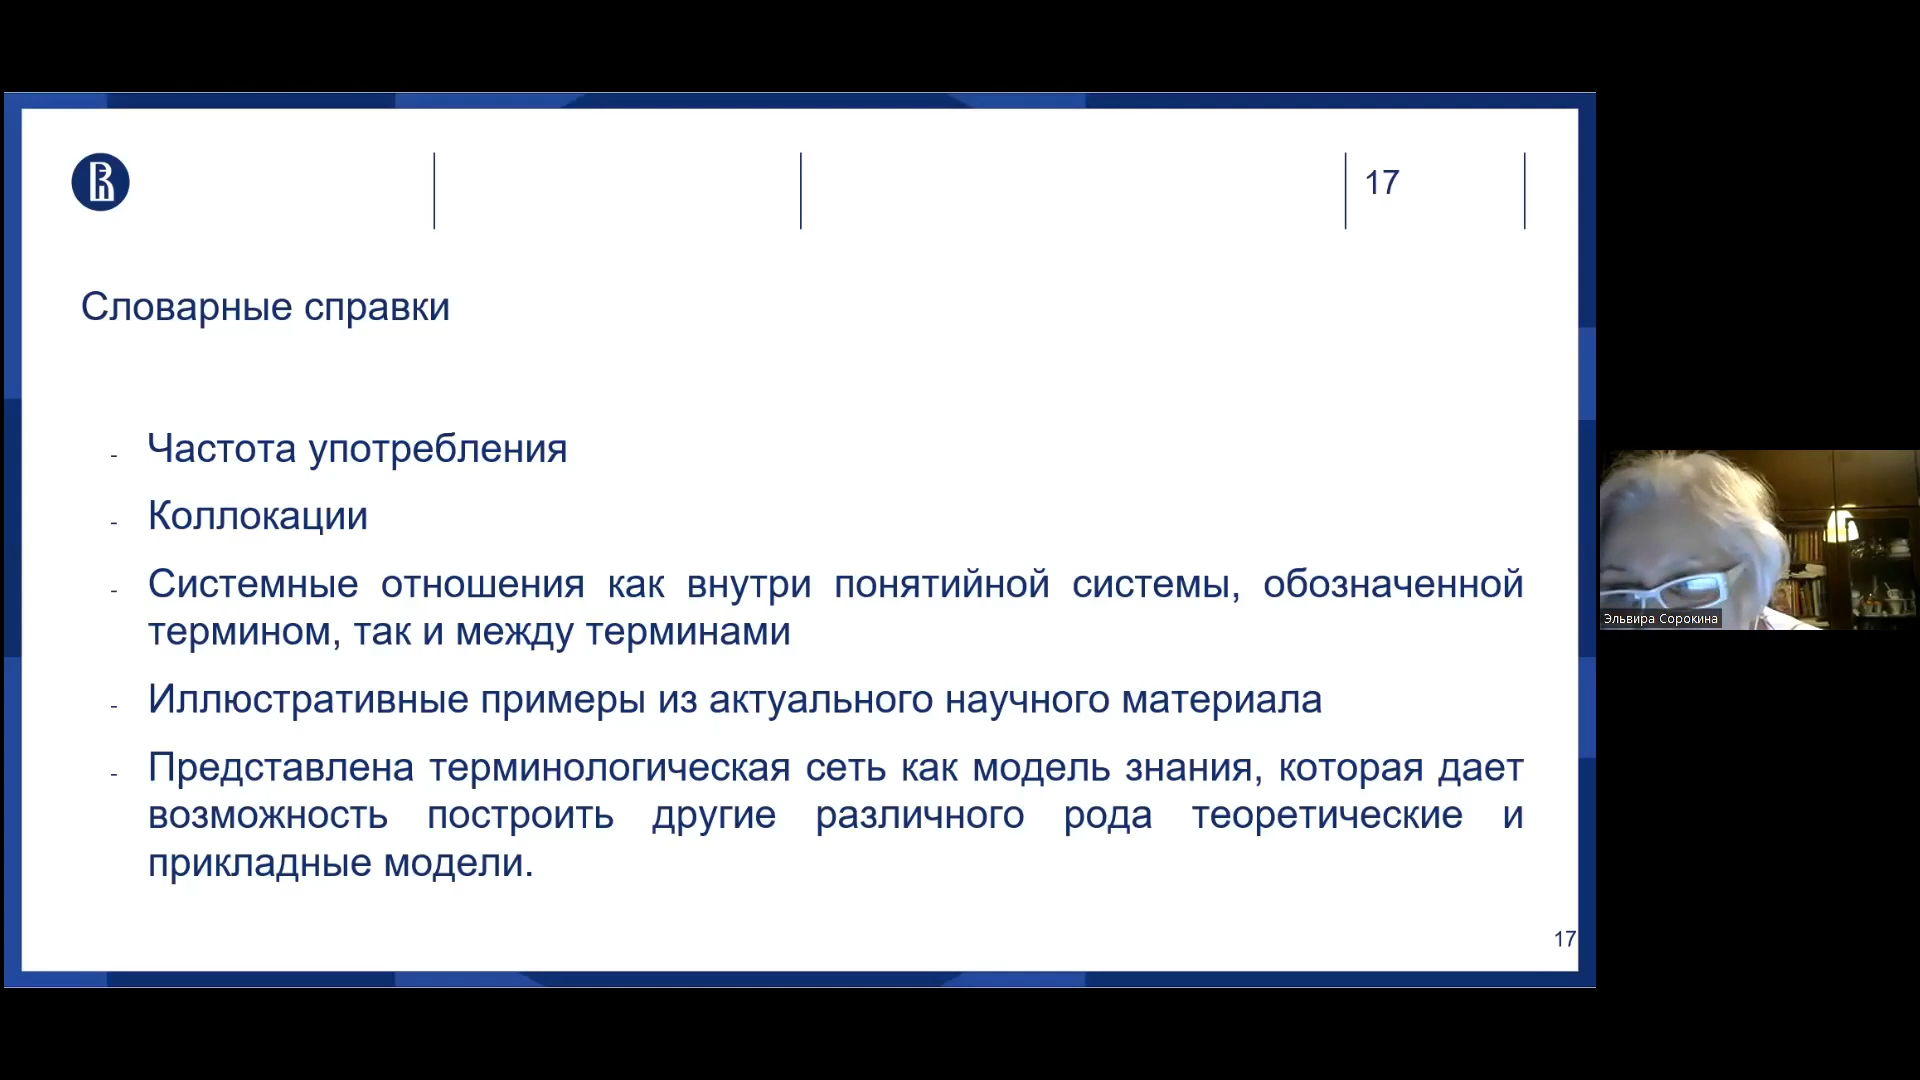 17
Словарные справки
- Частота употребления
- Коллокации
- Системные отношения как внутри понятийной системы, обозначенной
термином, так и между терминами
- Иллюстративные примеры из актуального научного материала
- Представлена терминологическая сеть как модель знания, которая дает
возможность построить другие различного рода теоретические и
прикладные модели.
17
Эльвира Сорокина